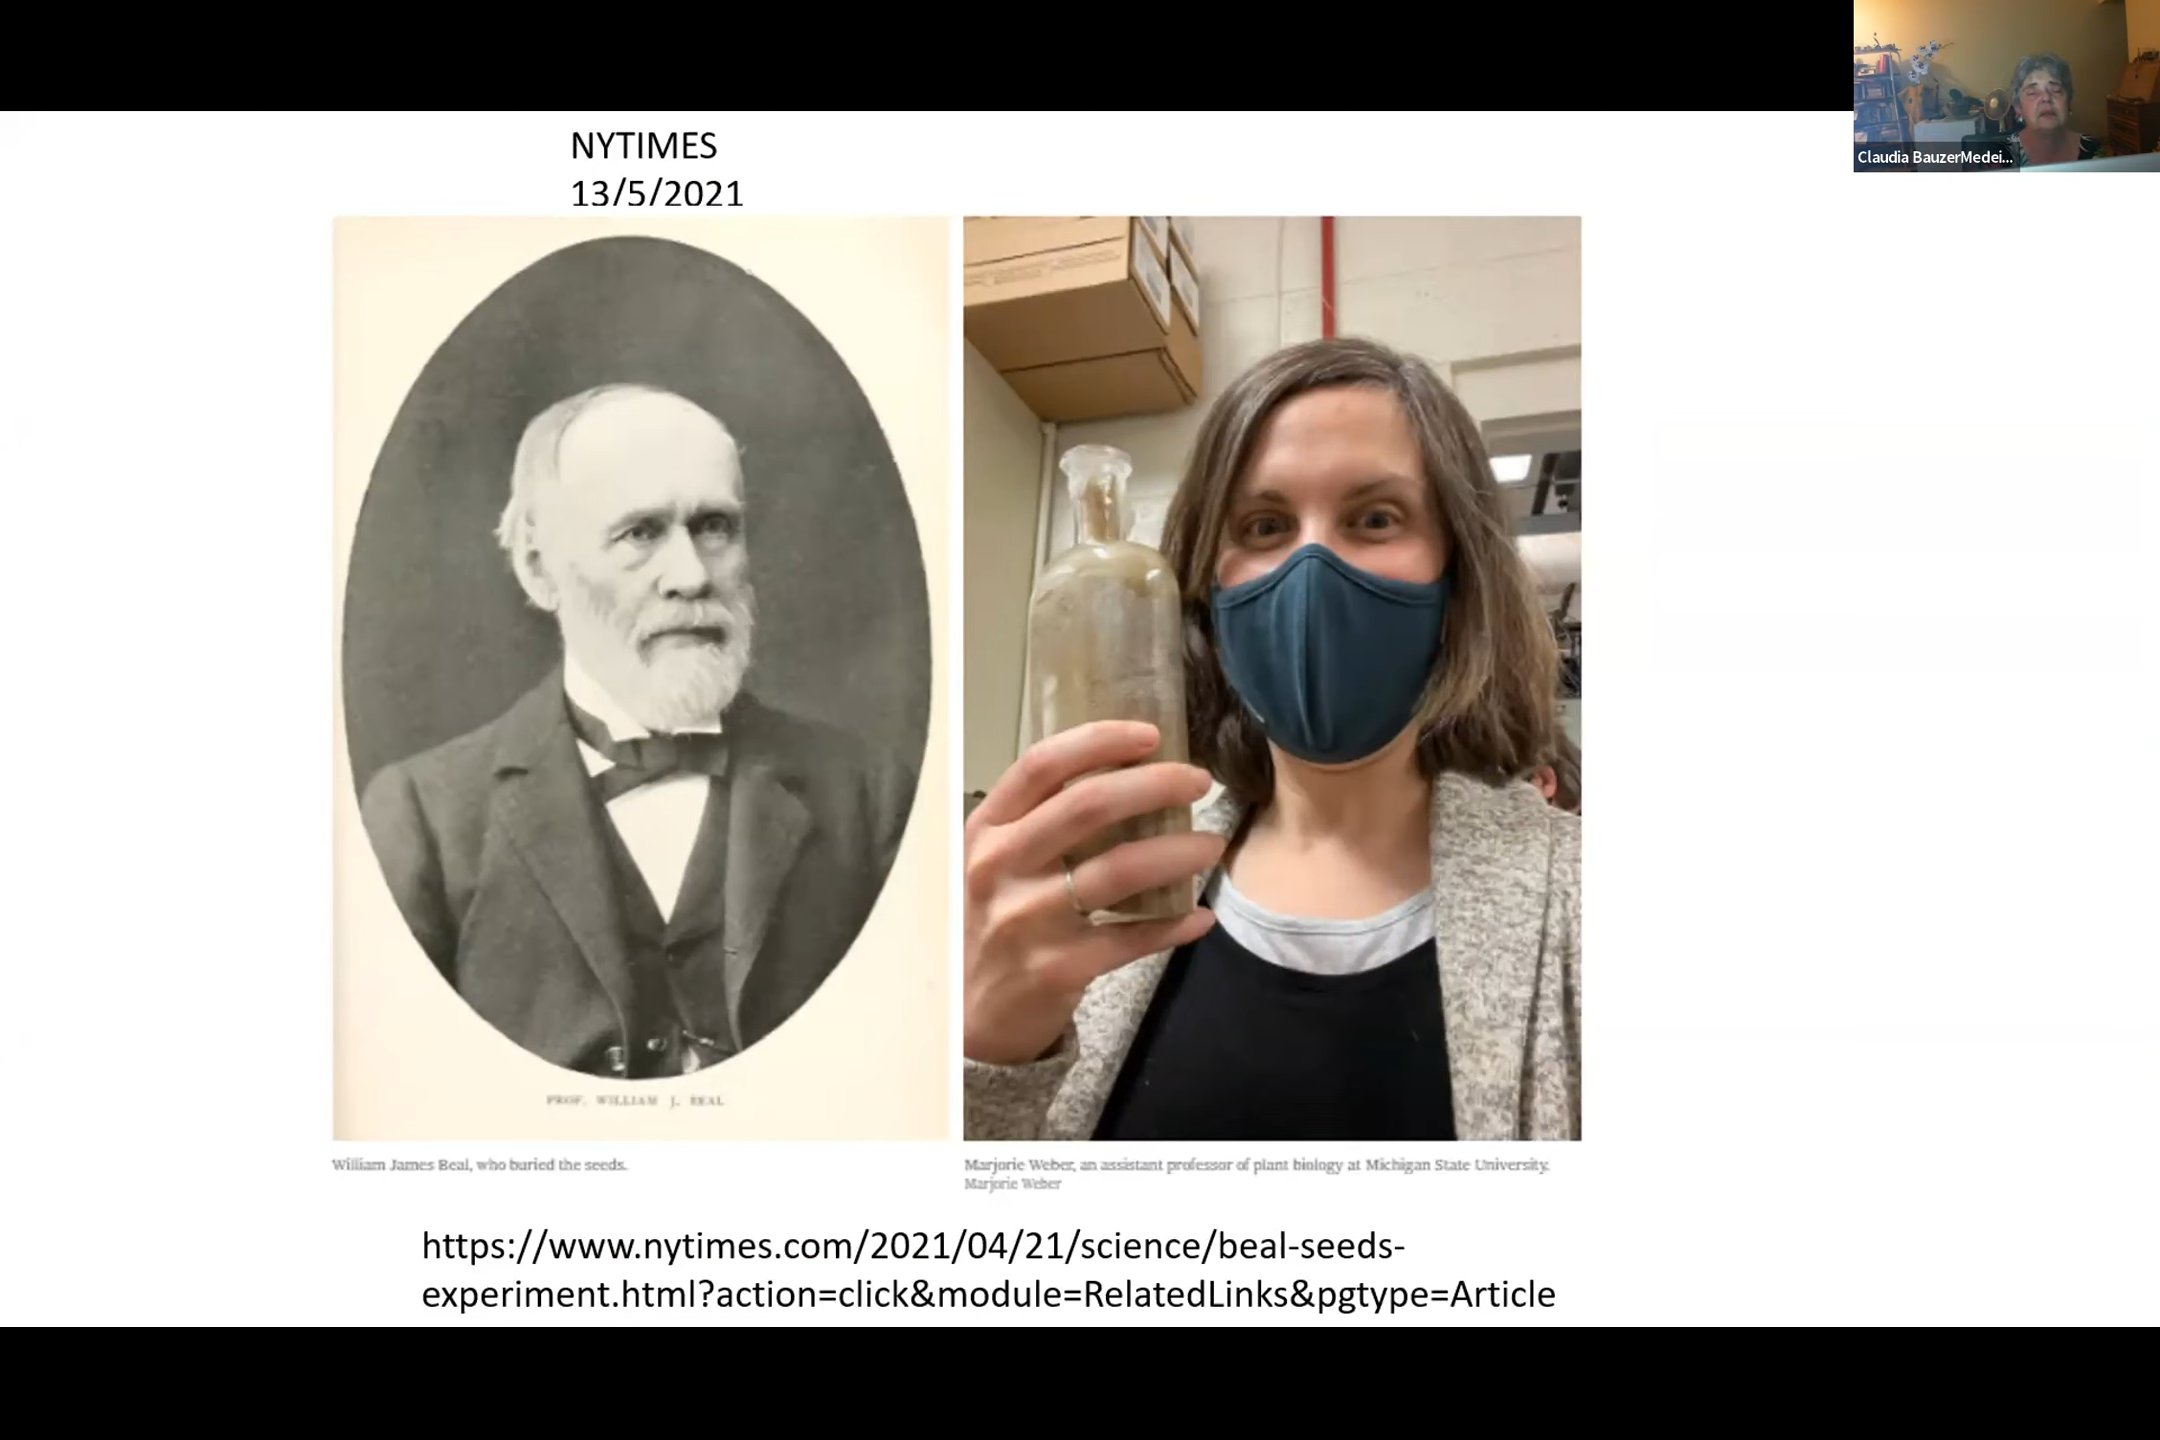 NYTIMES
13/5/2021
Claudia BauzerMedei...
PROF. WILLIAM J. BEAL
William James Beal, who buried the seeds.
Marjorie Weber, an assistant professor of plant biology at Michigan State University.
Marjorie Weber
https://www.nytimes.com/2021/04/21/science/beal-seeds-
experiment.html?action=click&module=RelatedLinks&pgtype=Article